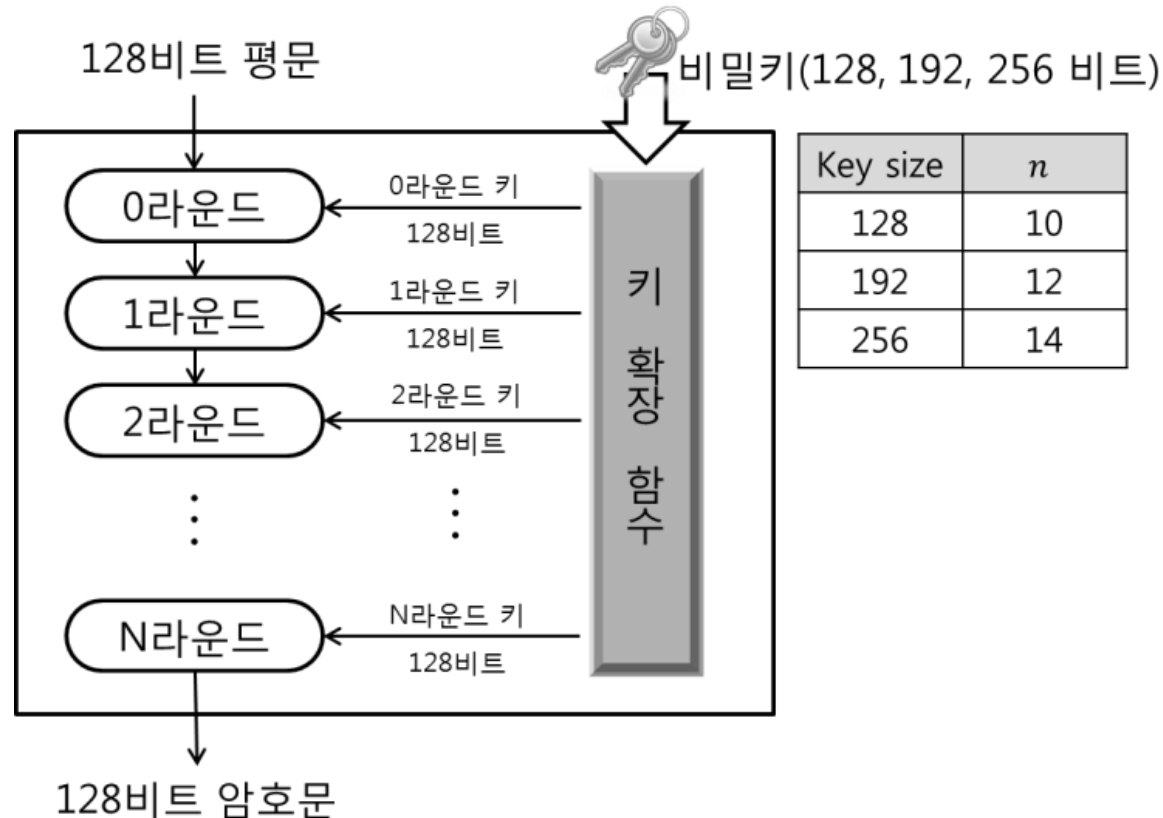 128비트 평문
비밀키(128, 192, 256 비트)
0라운드
0라운드 키
128비트
1라운드
1라운드 키
128비트
2라운드
2라운드 키
128비트
⋮
⋮
N라운드
N라운드 키
128비트
키 확장 함수
128비트 암호문
Key size n
128 10
192 12
256 14